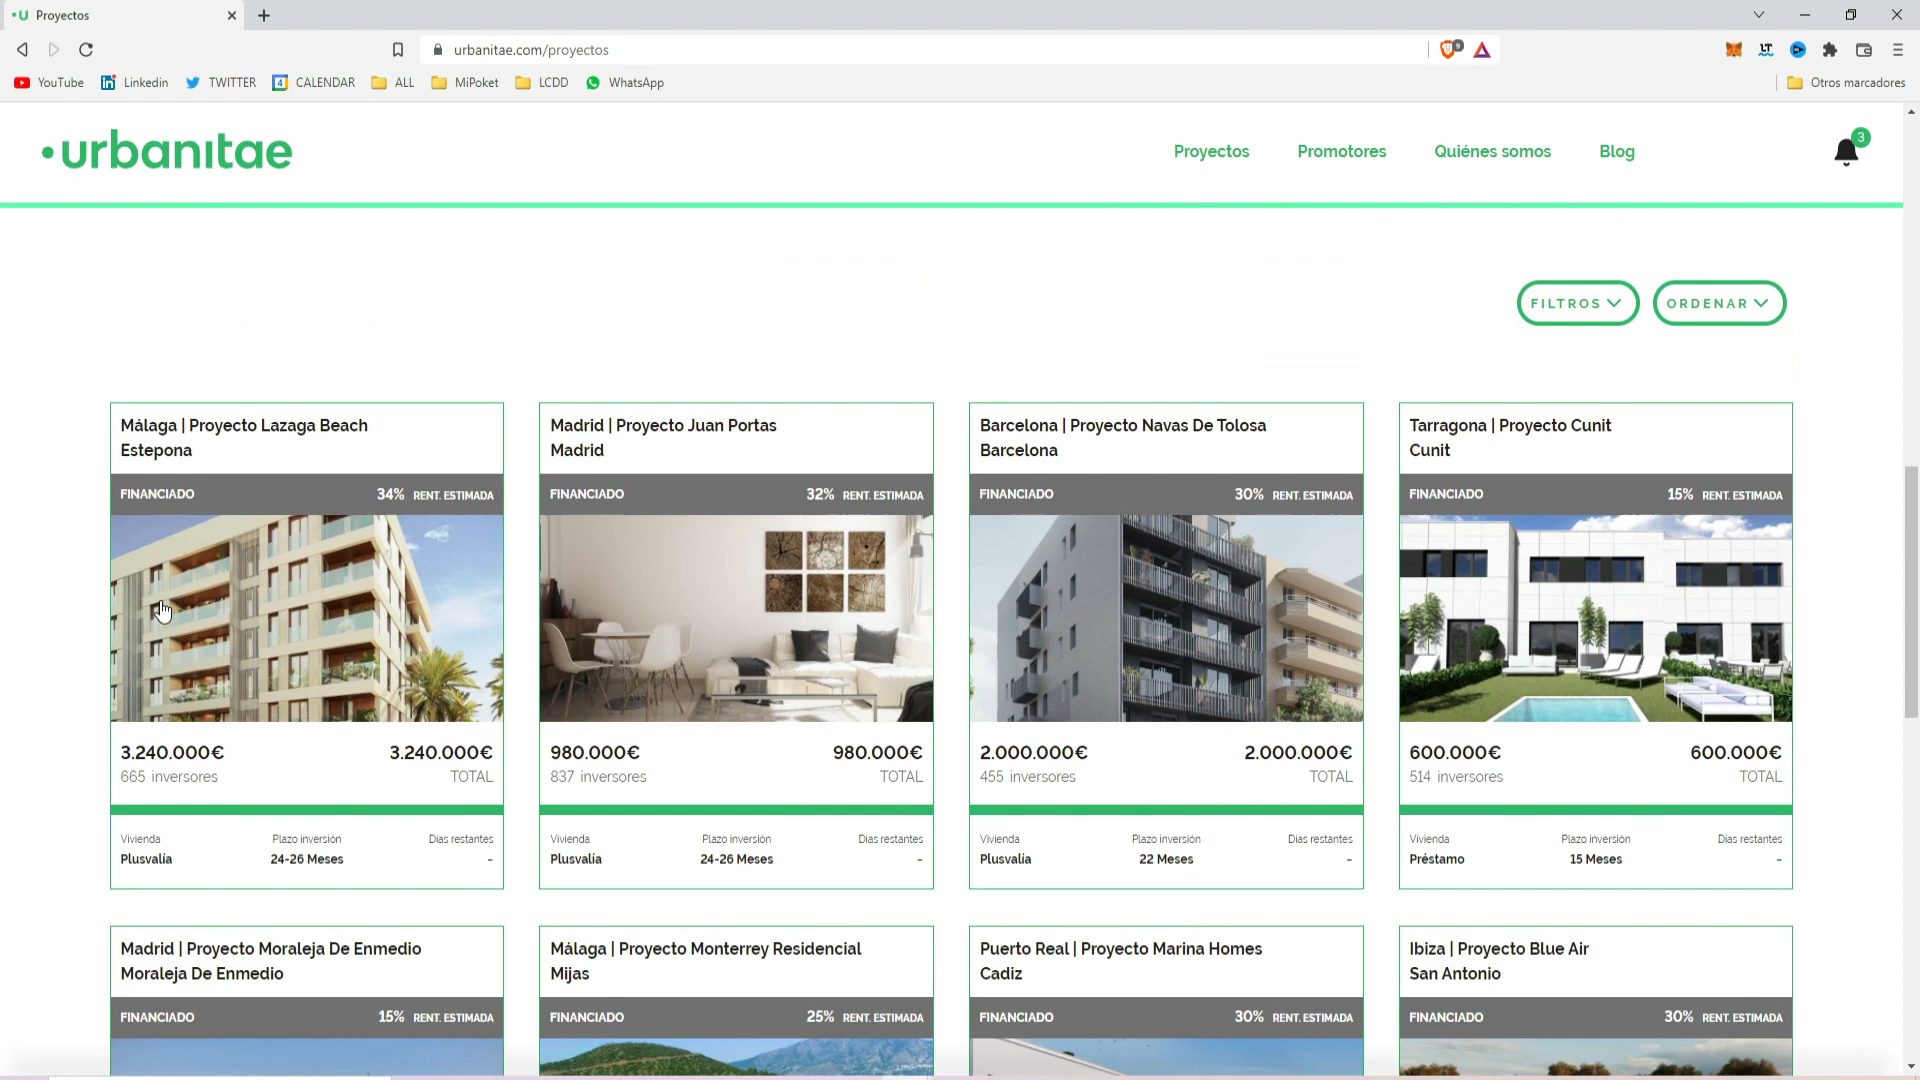 Proyectos
urbanitae.com/proyectos
9
YouTube
Linkedin
TWITTER
4
CALENDAR
ALL
MiPoket
LCDD
WhatsApp
Otros marcadores
urbanitae
Proyectos
Promotores
Quiénes somos
Blog
3
FILTROS
ORDENAR
Málaga | Proyecto Lazaga Beach
Estepona
FINANCIADO
34% RENT. ESTIMADA
3.240.000€ 3.240.000€
665 inversores TOTAL
Vivienda Plazo inversión Dias restantes
Plusvalía 24-26 Meses -
Madrid | Proyecto Juan Portas
Madrid
FINANCIADO
32% RENT. ESTIMADA
980.000€ 980.000€
837 inversores TOTAL
Vivienda Plazo inversión Dias restantes
Plusvalía 24-26 Meses -
Barcelona | Proyecto Navas De Tolosa
Barcelona
FINANCIADO
30% RENT. ESTIMADA
2.000.000€ 2.000.000€
455 inversores TOTAL
Vivienda Plazo inversión Dias restantes
Plusvalía 22 Meses -
Tarragona | Proyecto Cunit
Cunit
FINANCIADO
15% RENT. ESTIMADA
600.000€ 600.000€
514 inversores TOTAL
Vivienda Plazo inversión Dias restantes
Préstamo 15 Meses -
Madrid | Proyecto Moraleja De Enmedio
Moraleja De Enmedio
FINANCIADO
15% RENT. ESTIMADA
Málaga | Proyecto Monterrey Residencial
Mijas
FINANCIADO
25% RENT. ESTIMADA
Puerto Real | Proyecto Marina Homes
Cadiz
FINANCIADO
30% RENT. ESTIMADA
Ibiza | Proyecto Blue Air
San Antonio
FINANCIADO
30% RENT. ESTIMADA